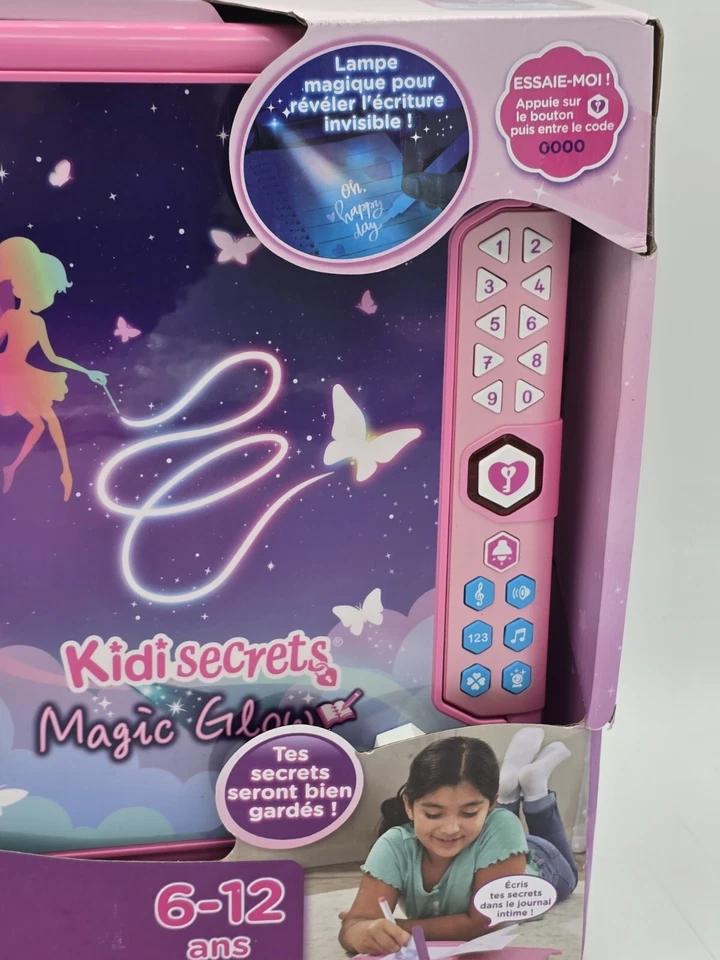 Lampe
magique pour
révéler l'écriture
invisible !
oh,
happy
day
ESSAIE-MOI !
Appuie sur
le bouton
puis entre le code
0000
1 2
3 4
5 6
7 8
9 0
123
Kidisecrets®
Magic Glow
Tes
secrets
seront bien
gardés !
6-12
ans
Écris
tes secrets
dans le journal
intime !